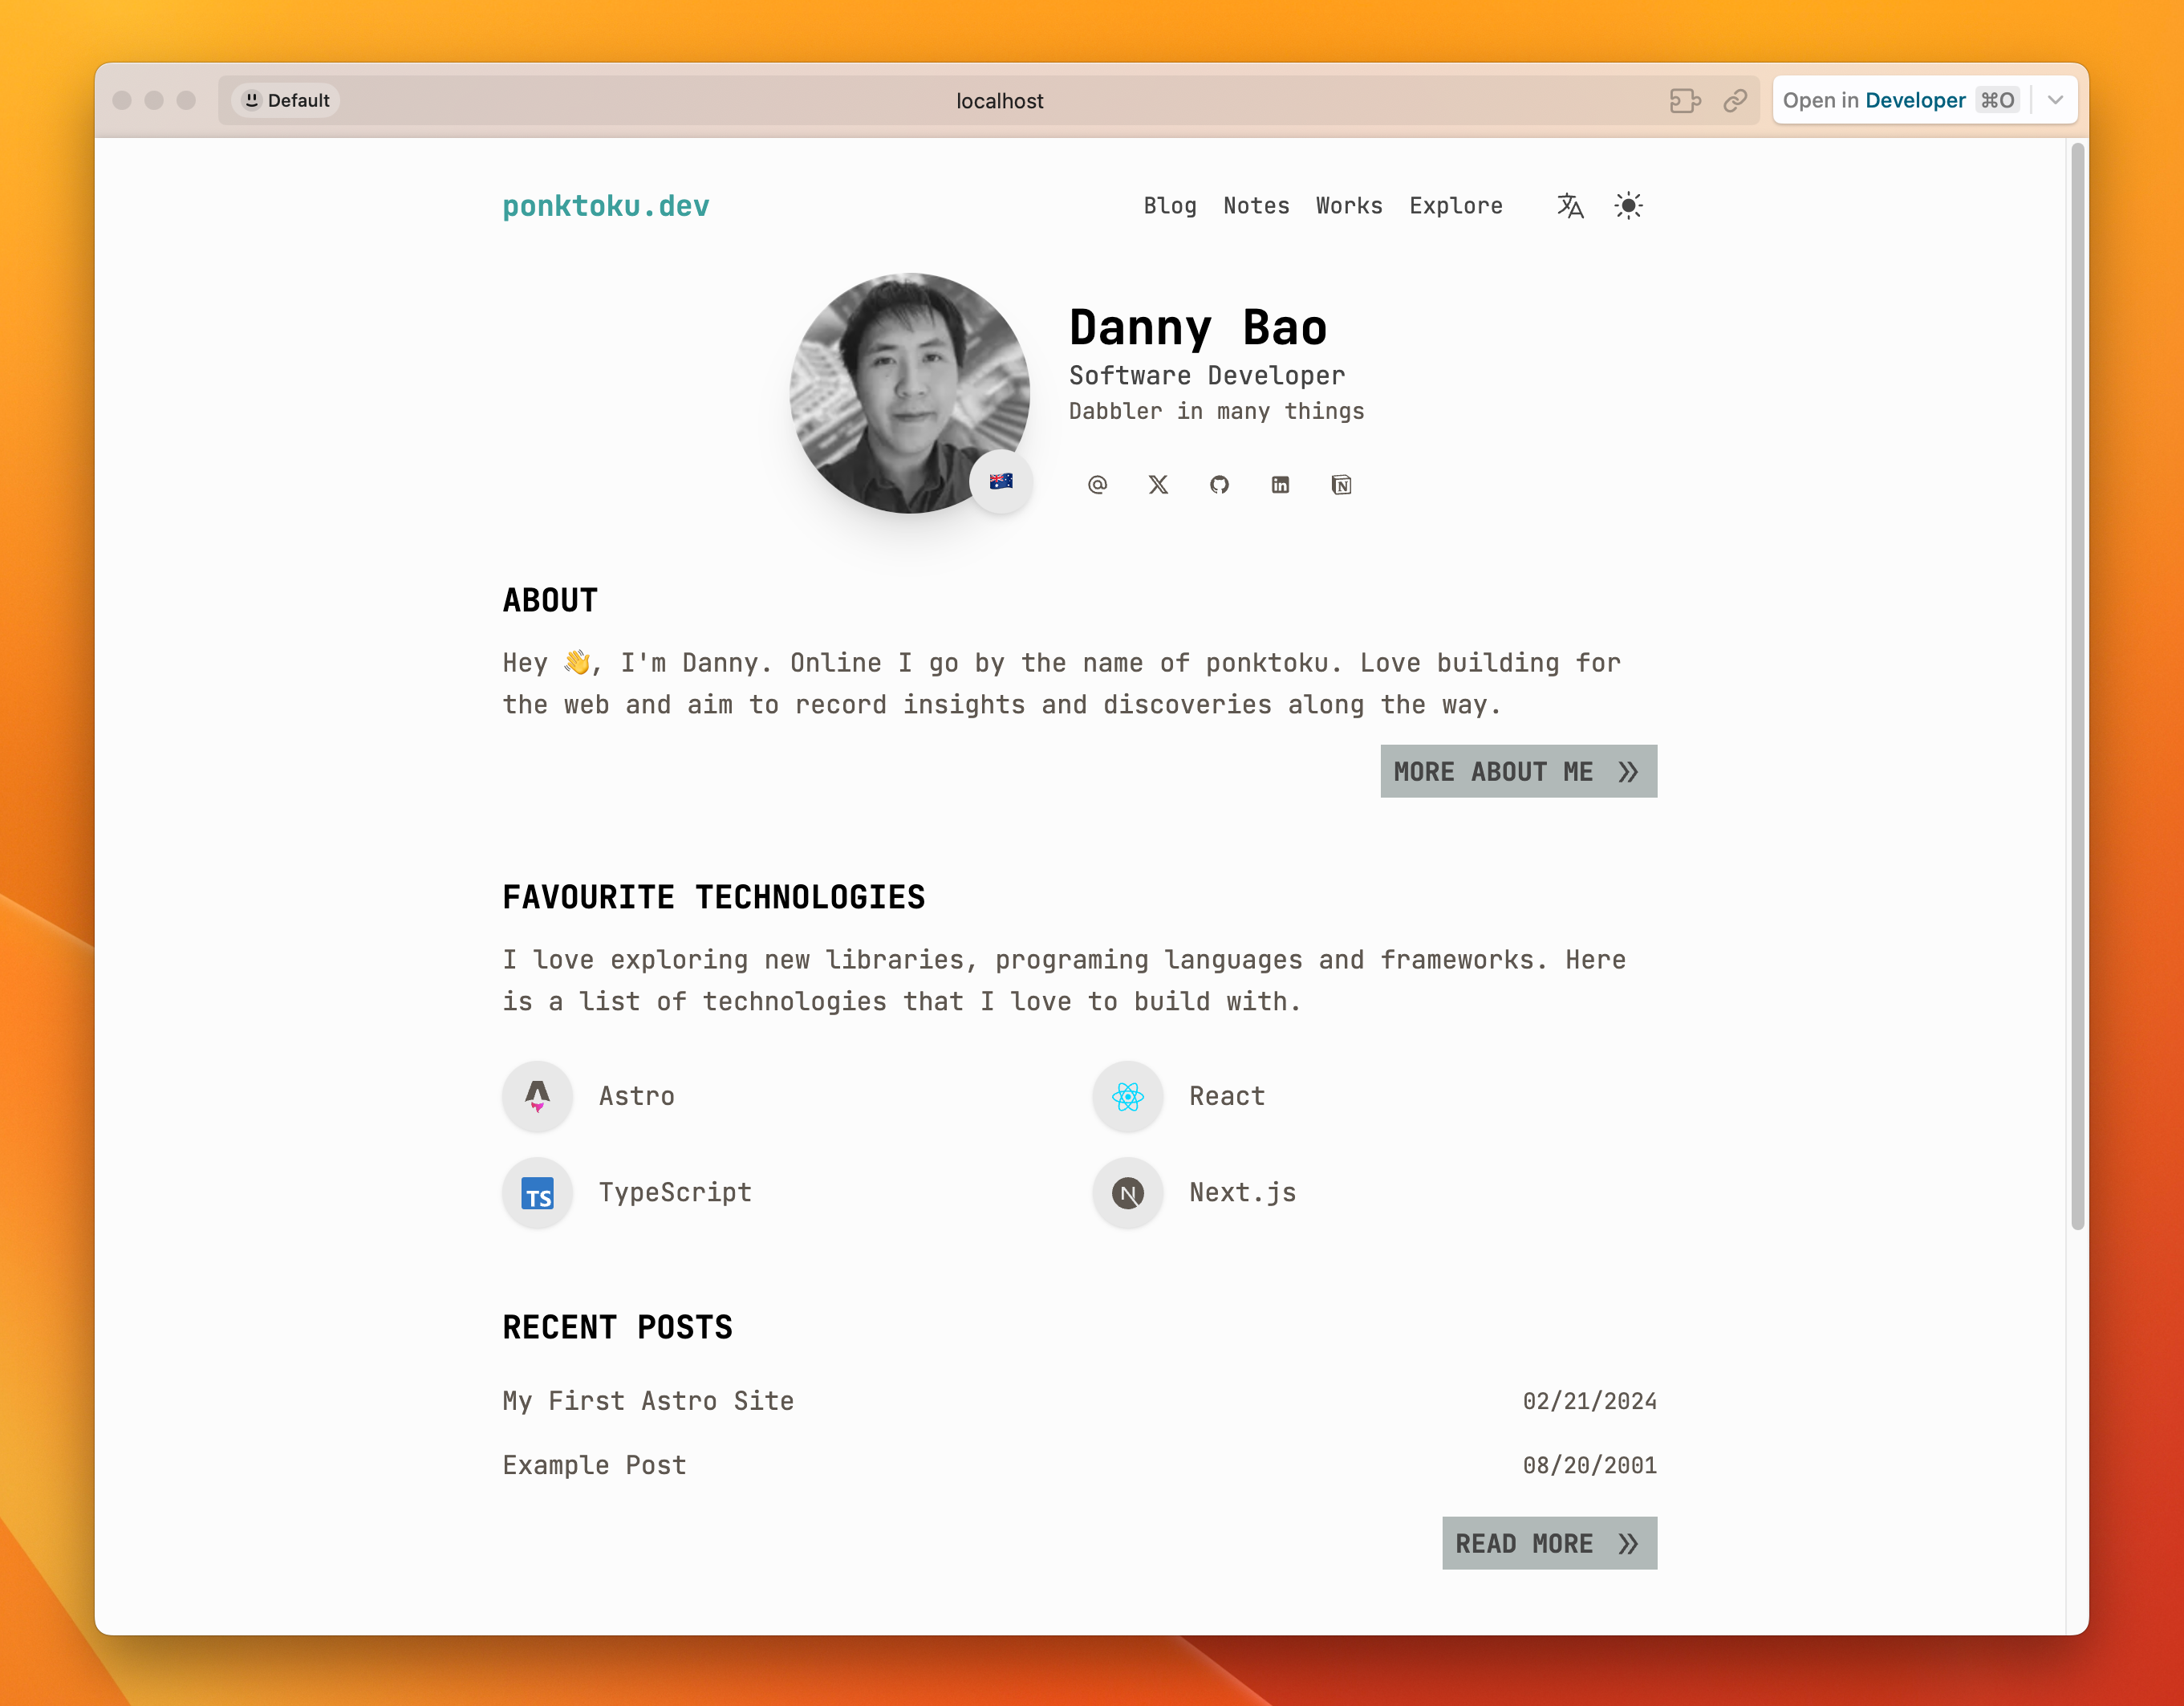 Default
localhost
Open in Developer ⌘O
ponktoku.dev
Blog Notes Works Explore
Danny Bao
Software Developer
Dabbler in many things
ABOUT
Hey 👋, I'm Danny. Online I go by the name of ponktoku. Love building for
the web and aim to record insights and discoveries along the way.
MORE ABOUT ME »
FAVOURITE TECHNOLOGIES
I love exploring new libraries, programing languages and frameworks. Here
is a list of technologies that I love to build with.
Astro
React
TS TypeScript
N Next.js
RECENT POSTS
My First Astro Site 02/21/2024
Example Post 08/20/2001
READ MORE »